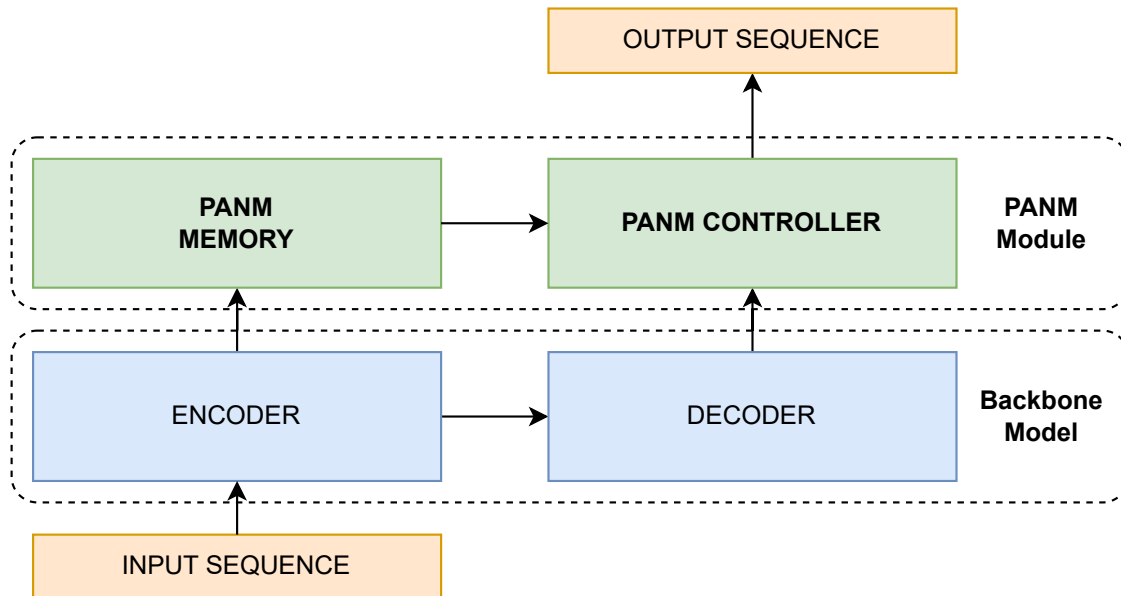 OUTPUT SEQUENCE
PANM
MEMORY
PANM CONTROLLER
PANM
Module
ENCODER
DECODER
Backbone
Model
INPUT SEQUENCE